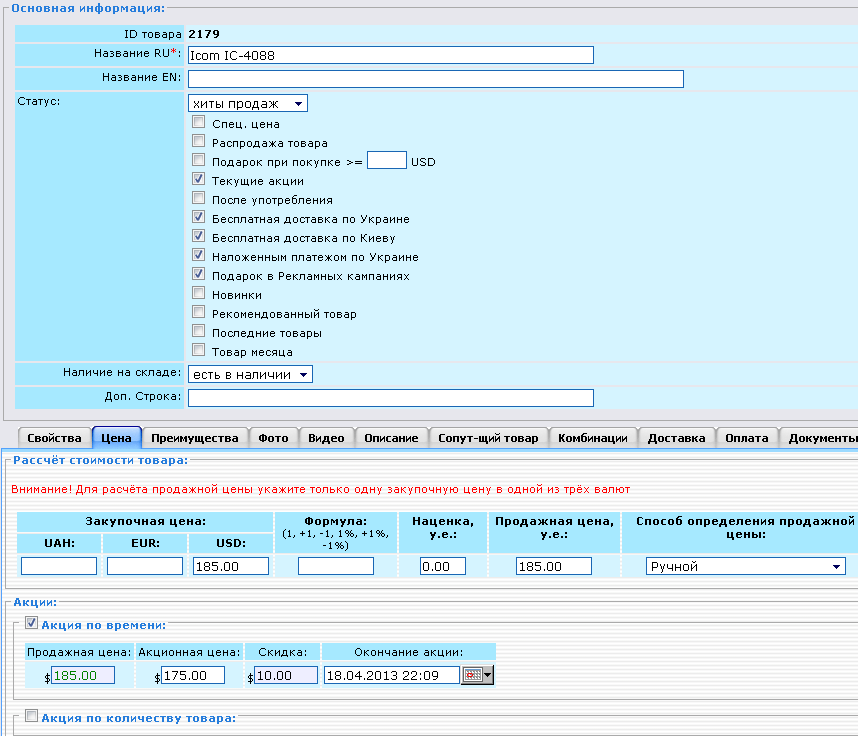 Основная информация:
ID товара 2179
Название RU*: Icom IC-4088
Название EN:
Статус: хиты продаж
Спец. цена
Распродажа товара
Подарок при покупке >= USD
Текущие акции
После употребления
Бесплатная доставка по Украине
Бесплатная доставка по Киеву
Наложенным платежом по Украине
Подарок в Рекламных кампаниях
Новинки
Рекомендованный товар
Последние товары
Товар месяца
Наличие на складе: есть в наличии
Доп. Строка:
Свойства Цена Преимущества Фото Видео Описание Сопут-щий товар Комбинации Доставка Оплата Документы
Рассчёт стоимости товара:
Внимание! Для расчёта продажной цены укажите только одну закупочную цену в одной из трёх валют
Закупочная цена: Формула: Наценка, Продажная цена, Способ определения продажной
(1, +1, -1, 1%, +1%, у.е.: у.е.: цены:
UAH: EUR: USD: -1%)
185.00 0.00 185.00 Ручной
Акции:
Акция по времени:
Продажная цена: Акционная цена: Скидка: Окончание акции:
$185.00 $175.00 $10.00 18.04.2013 22:09
Акция по количеству товара: